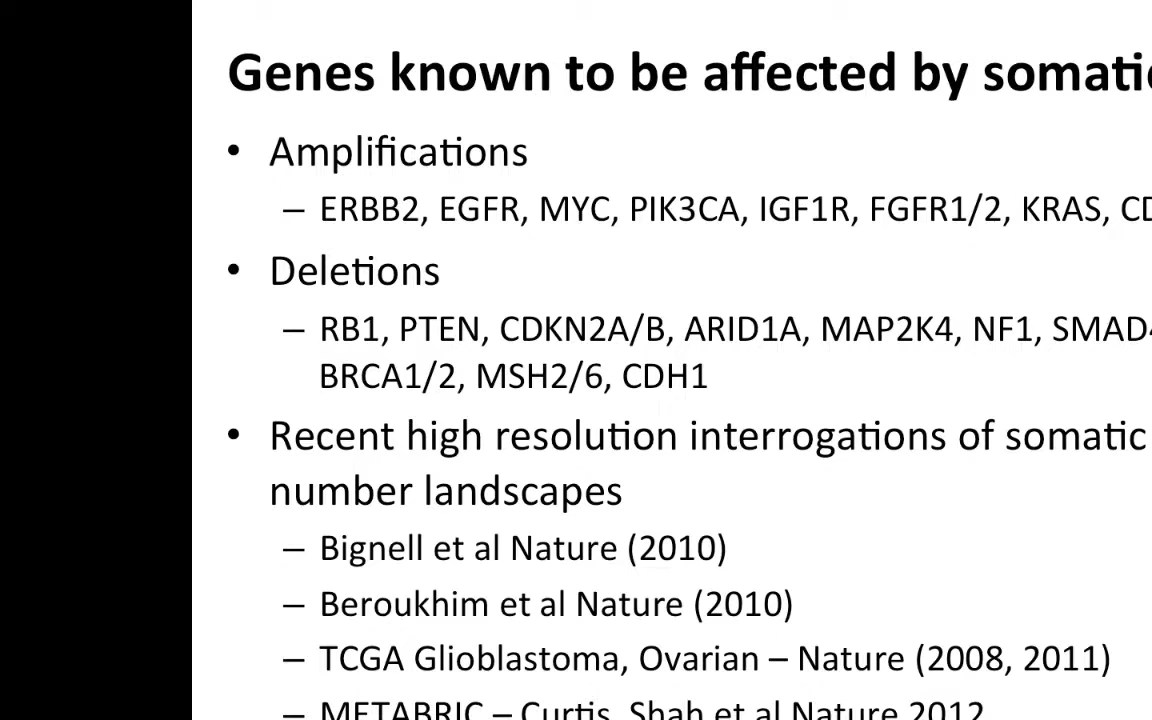 Genes known to be affected by somatic
• Amplifications
– ERBB2, EGFR, MYC, PIK3CA, IGF1R, FGFR1/2, KRAS, CD
• Deletions
– RB1, PTEN, CDKN2A/B, ARID1A, MAP2K4, NF1, SMAD4
BRCA1/2, MSH2/6, CDH1
• Recent high resolution interrogations of somatic
number landscapes
– Bignell et al Nature (2010)
– Beroukhim et al Nature (2010)
– TCGA Glioblastoma, Ovarian – Nature (2008, 2011)
– METABRIC – Curtis, Shah et al Nature 2012